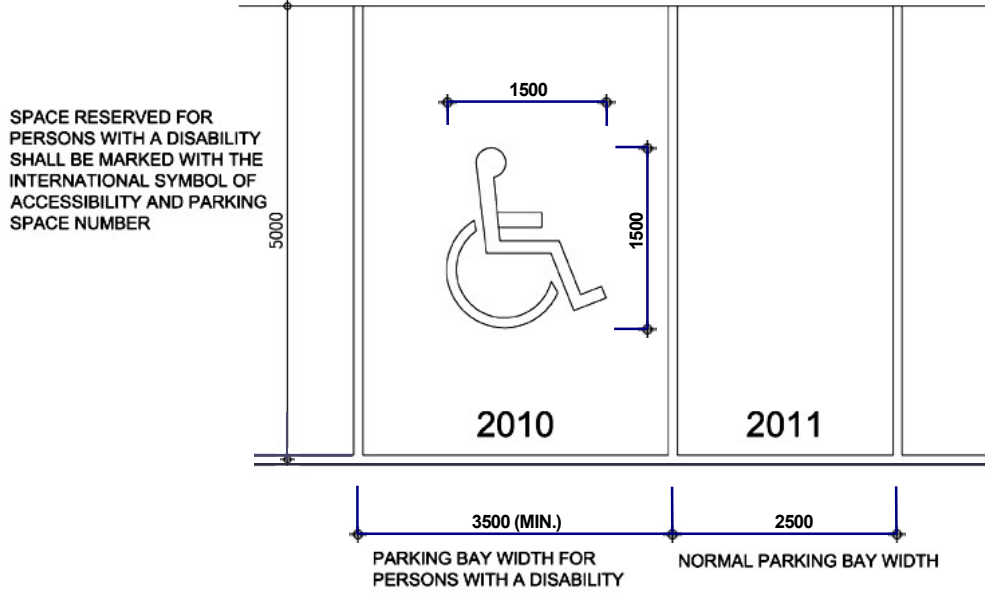 1500
SPACE RESERVED FOR
PERSONS WITH A DISABILITY
SHALL BE MARKED WITH THE
INTERNATIONAL SYMBOL OF
ACCESSIBILITY AND PARKING
SPACE NUMBER
5000
1500
2010
2011
3500 (MIN.)
2500
PARKING BAY WIDTH FOR
PERSONS WITH A DISABILITY
NORMAL PARKING BAY WIDTH